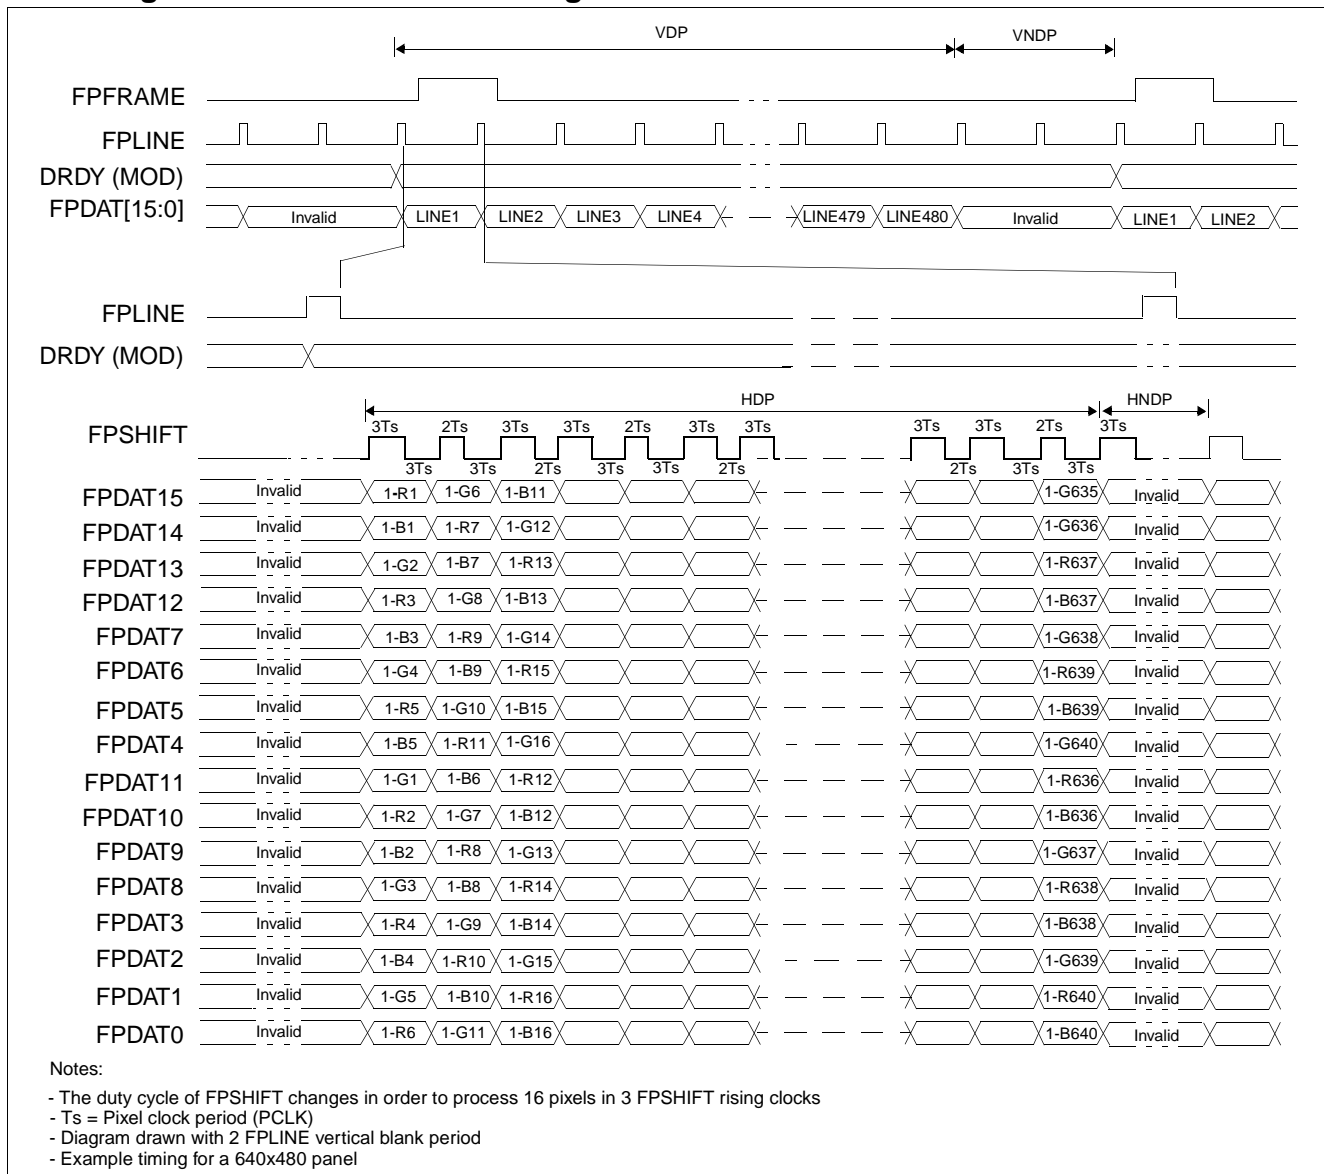 VDP VNDP
FPFRAME
FPLINE
DRDY (MOD)
FPDAT[15:0] Invalid LINE1 LINE2 LINE3 LINE4 LINE479 LINE480 Invalid LINE1 LINE2
FPLINE
DRDY (MOD)
HDP HNDP
FPSHIFT 3Ts 2Ts 3Ts 3Ts 2Ts 3Ts 3Ts 3Ts 3Ts 2Ts 3Ts
3Ts 3Ts 2Ts 3Ts 3Ts 2Ts 2Ts 3Ts 3Ts
FPDAT15 Invalid 1-R1 1-G6 1-B11 1-G635 Invalid
FPDAT14 Invalid 1-B1 1-R7 1-G12 1-G636 Invalid
FPDAT13 Invalid 1-G2 1-B7 1-R13 1-R637 Invalid
FPDAT12 Invalid 1-R3 1-G8 1-B13 1-B637 Invalid
FPDAT7 Invalid 1-B3 1-R9 1-G14 1-G638 Invalid
FPDAT6 Invalid 1-G4 1-B9 1-R15 1-R639 Invalid
FPDAT5 Invalid 1-R5 1-G10 1-B15 1-B639 Invalid
FPDAT4 Invalid 1-B5 1-R11 1-G16 1-G640 Invalid
FPDAT11 Invalid 1-G1 1-B6 1-R12 1-R636 Invalid
FPDAT10 Invalid 1-R2 1-G7 1-B12 1-B636 Invalid
FPDAT9 Invalid 1-B2 1-R8 1-G13 1-G637 Invalid
FPDAT8 Invalid 1-G3 1-B8 1-R14 1-R638 Invalid
FPDAT3 Invalid 1-R4 1-G9 1-B14 1-B638 Invalid
FPDAT2 Invalid 1-B4 1-R10 1-G15 1-G639 Invalid
FPDAT1 Invalid 1-G5 1-B10 1-R16 1-R640 Invalid
FPDAT0 Invalid 1-R6 1-G11 1-B16 1-B640 Invalid
Notes:
- The duty cycle of FPSHIFT changes in order to process 16 pixels in 3 FPSHIFT rising clocks
- Ts = Pixel clock period (PCLK)
- Diagram drawn with 2 FPLINE vertical blank period
- Example timing for a 640x480 panel